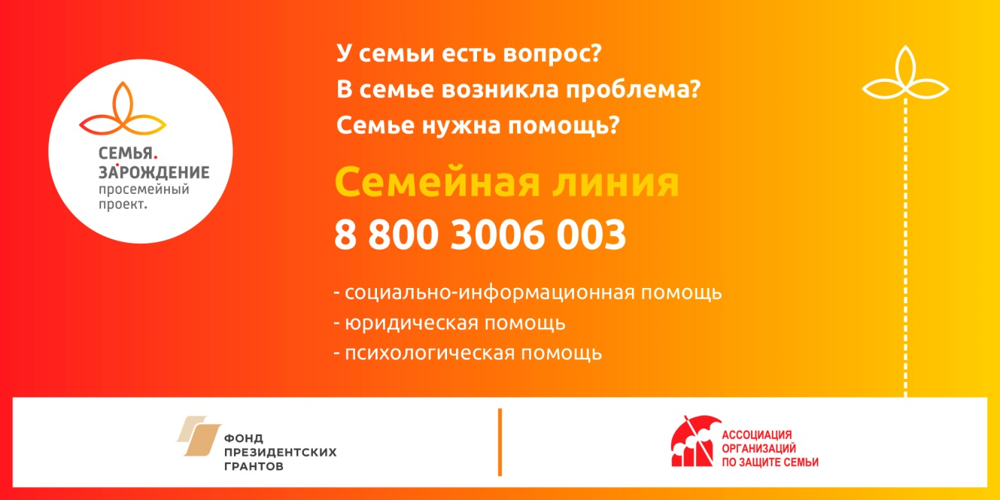 У семьи есть вопрос?
В семье возникла проблема?
Семье нужна помощь?
СЕМЬЯ.
ЗАРОЖДЕНИЕ
просемейный
проект.
Семейная линия
8 800 3006 003
- социально-информационная помощь
- юридическая помощь
- психологическая помощь
ФОНД
ПРЕЗИДЕНТСКИХ
ГРАНТОВ
АССОЦИАЦИЯ
ОРГАНИЗАЦИЙ
ПО ЗАЩИТЕ СЕМЬИ